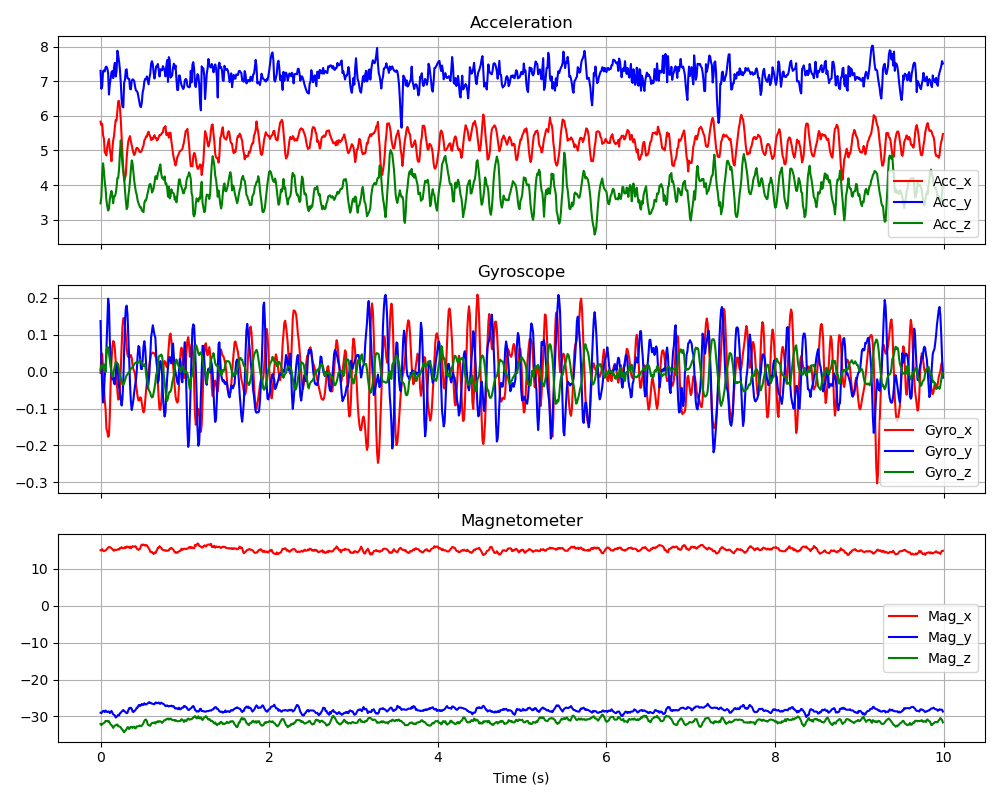 Acceleration
8
7
6
5
4
3
Acc_x
Acc_y
Acc_z
Gyroscope
0.2
0.1
0.0
−0.1
−0.2
−0.3
Gyro_x
Gyro_y
Gyro_z
Magnetometer
10
0
−10
−20
−30
Mag_x
Mag_y
Mag_z
0 2 4 6 8 10
Time (s)